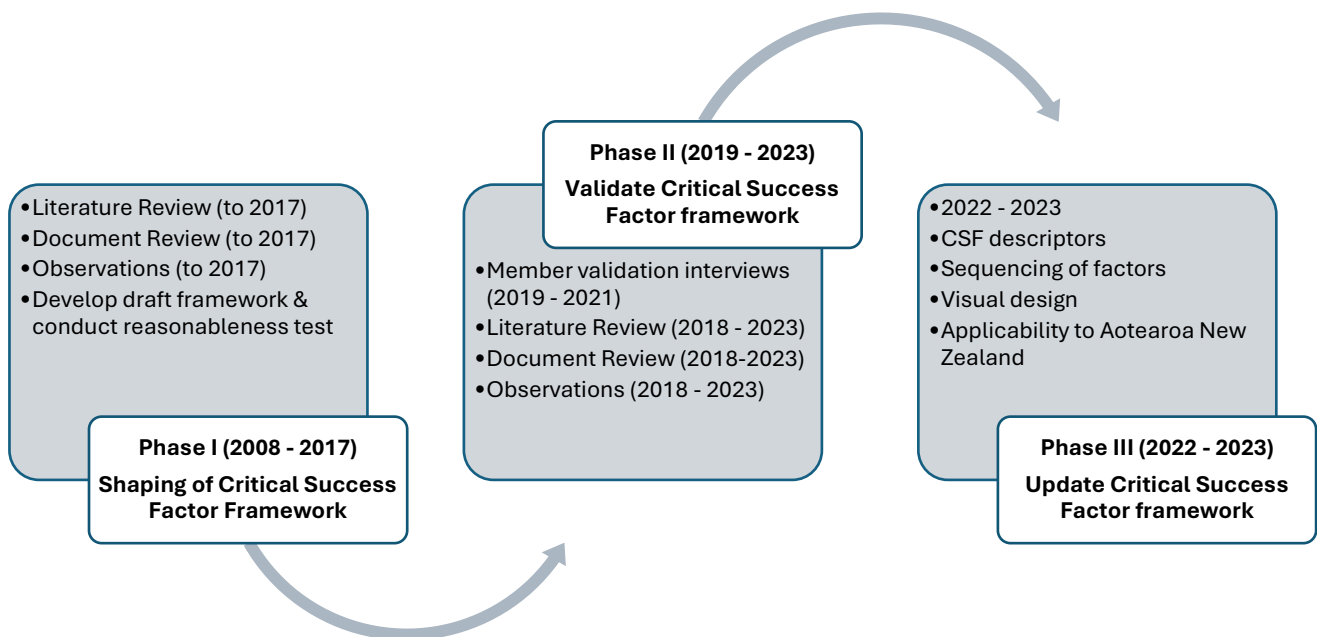 •Literature Review (to 2017)
•Document Review (to 2017)
•Observations (to 2017)
•Develop draft framework &
conduct reasonableness test
Phase I (2008 - 2017)
Shaping of Critical Success
Factor Framework
Phase II (2019 - 2023)
Validate Critical Success
Factor framework
•Member validation interviews
(2019 - 2021)
•Literature Review (2018 - 2023)
•Document Review (2018-2023)
•Observations (2018 - 2023)
•2022 - 2023
•CSF descriptors
•Sequencing of factors
•Visual design
•Applicability to Aotearoa New
Zealand
Phase III (2022 - 2023)
Update Critical Success
Factor framework